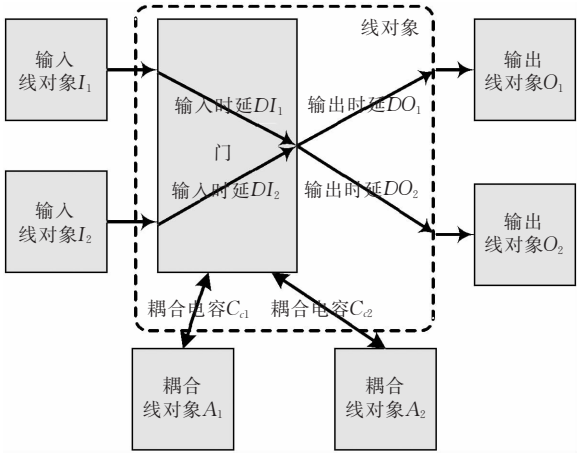 线对象
输入
线对象I₁
输出
线对象O₁
输入时延DI₁
输出时延DO₁
门
输入时延DI₂
输出时延DO₂
输入
线对象I₂
输出
线对象O₂
耦合电容C꜀₁
耦合电容C꜀₂
耦合
线对象A₁
耦合
线对象A₂